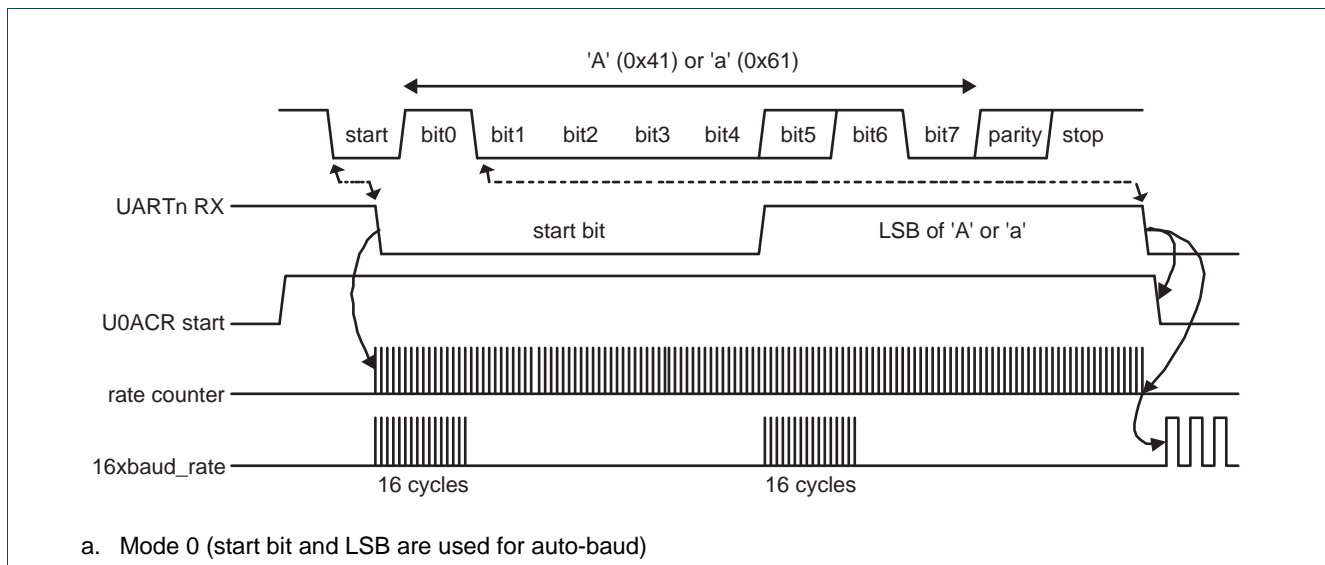 'A' (0x41) or 'a' (0x61)
start bit0 bit1 bit2 bit3 bit4 bit5 bit6 bit7 parity stop
UARTn RX
start bit LSB of 'A' or 'a'
U0ACR start
rate counter
16xbaud_rate
16 cycles 16 cycles
a. Mode 0 (start bit and LSB are used for auto-baud)